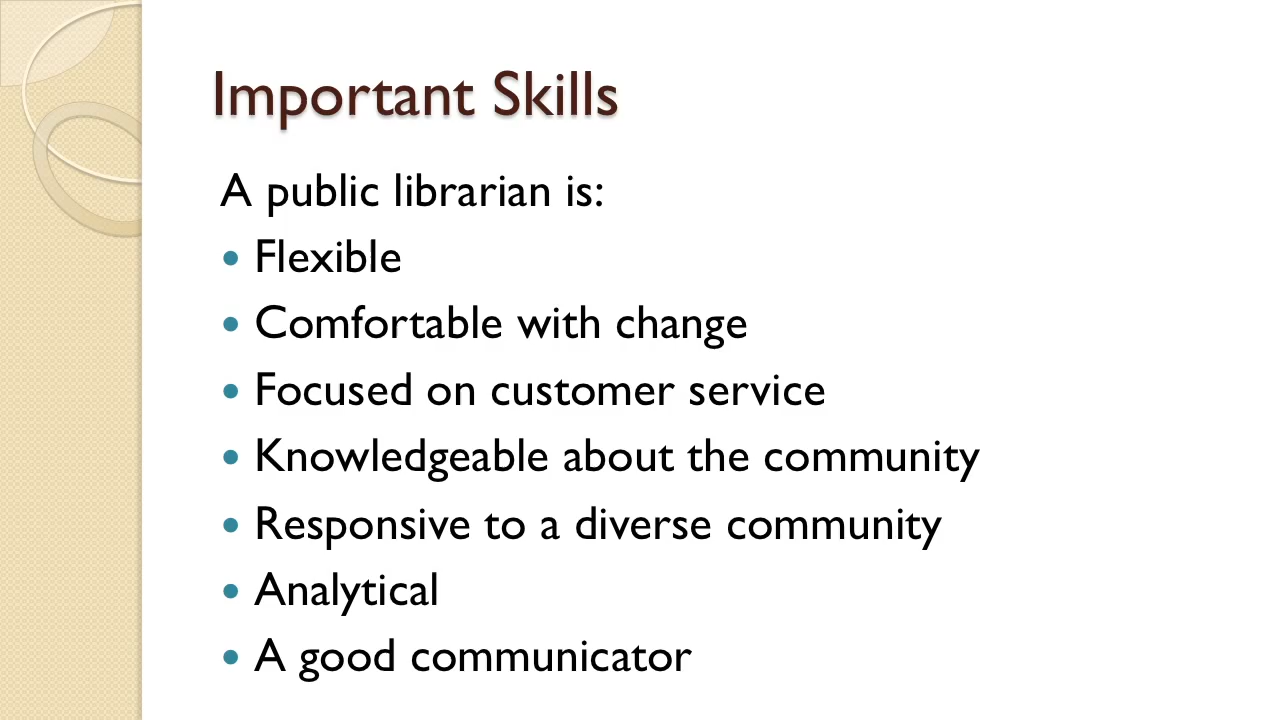 Important Skills
A public librarian is:
• Flexible
• Comfortable with change
• Focused on customer service
• Knowledgeable about the community
• Responsive to a diverse community
• Analytical
• A good communicator